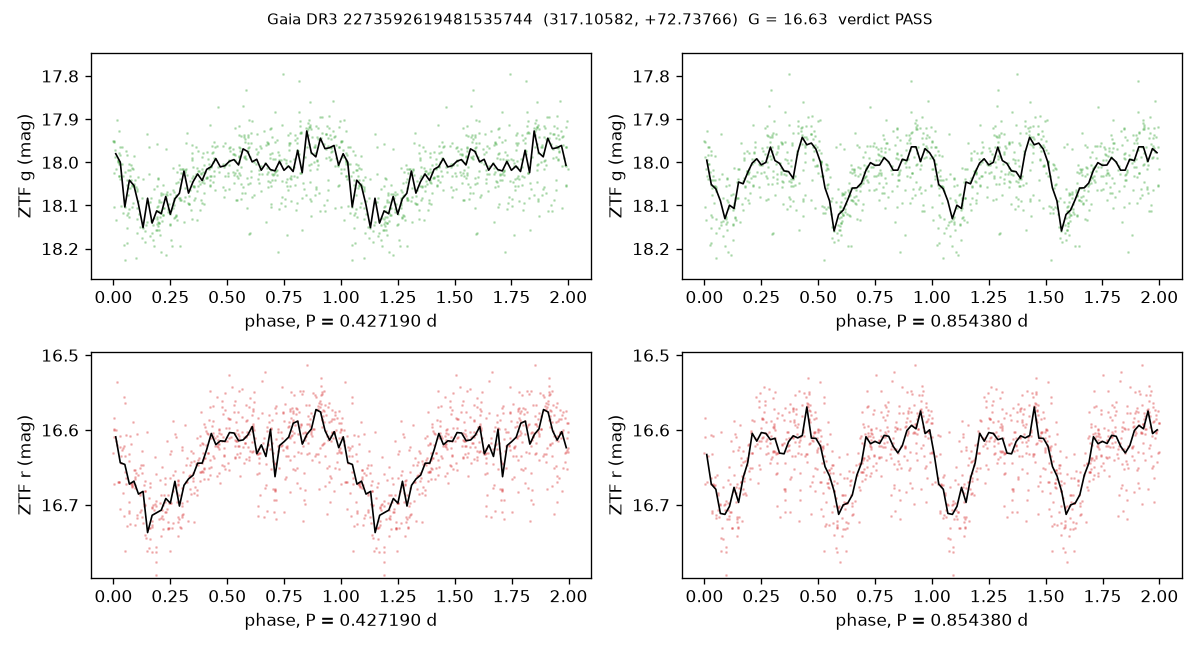 Gaia DR3 2273592619481535744 (317.10582, +72.73766) G = 16.63 verdict PASS
ZTF g (mag)
17.8
17.9
18.0
18.1
18.2
0.00 0.25 0.50 0.75 1.00 1.25 1.50 1.75 2.00
phase, P = 0.427190 d
ZTF g (mag)
17.8
17.9
18.0
18.1
18.2
0.00 0.25 0.50 0.75 1.00 1.25 1.50 1.75 2.00
phase, P = 0.854380 d
ZTF r (mag)
16.5
16.6
16.7
0.00 0.25 0.50 0.75 1.00 1.25 1.50 1.75 2.00
phase, P = 0.427190 d
ZTF r (mag)
16.5
16.6
16.7
0.00 0.25 0.50 0.75 1.00 1.25 1.50 1.75 2.00
phase, P = 0.854380 d